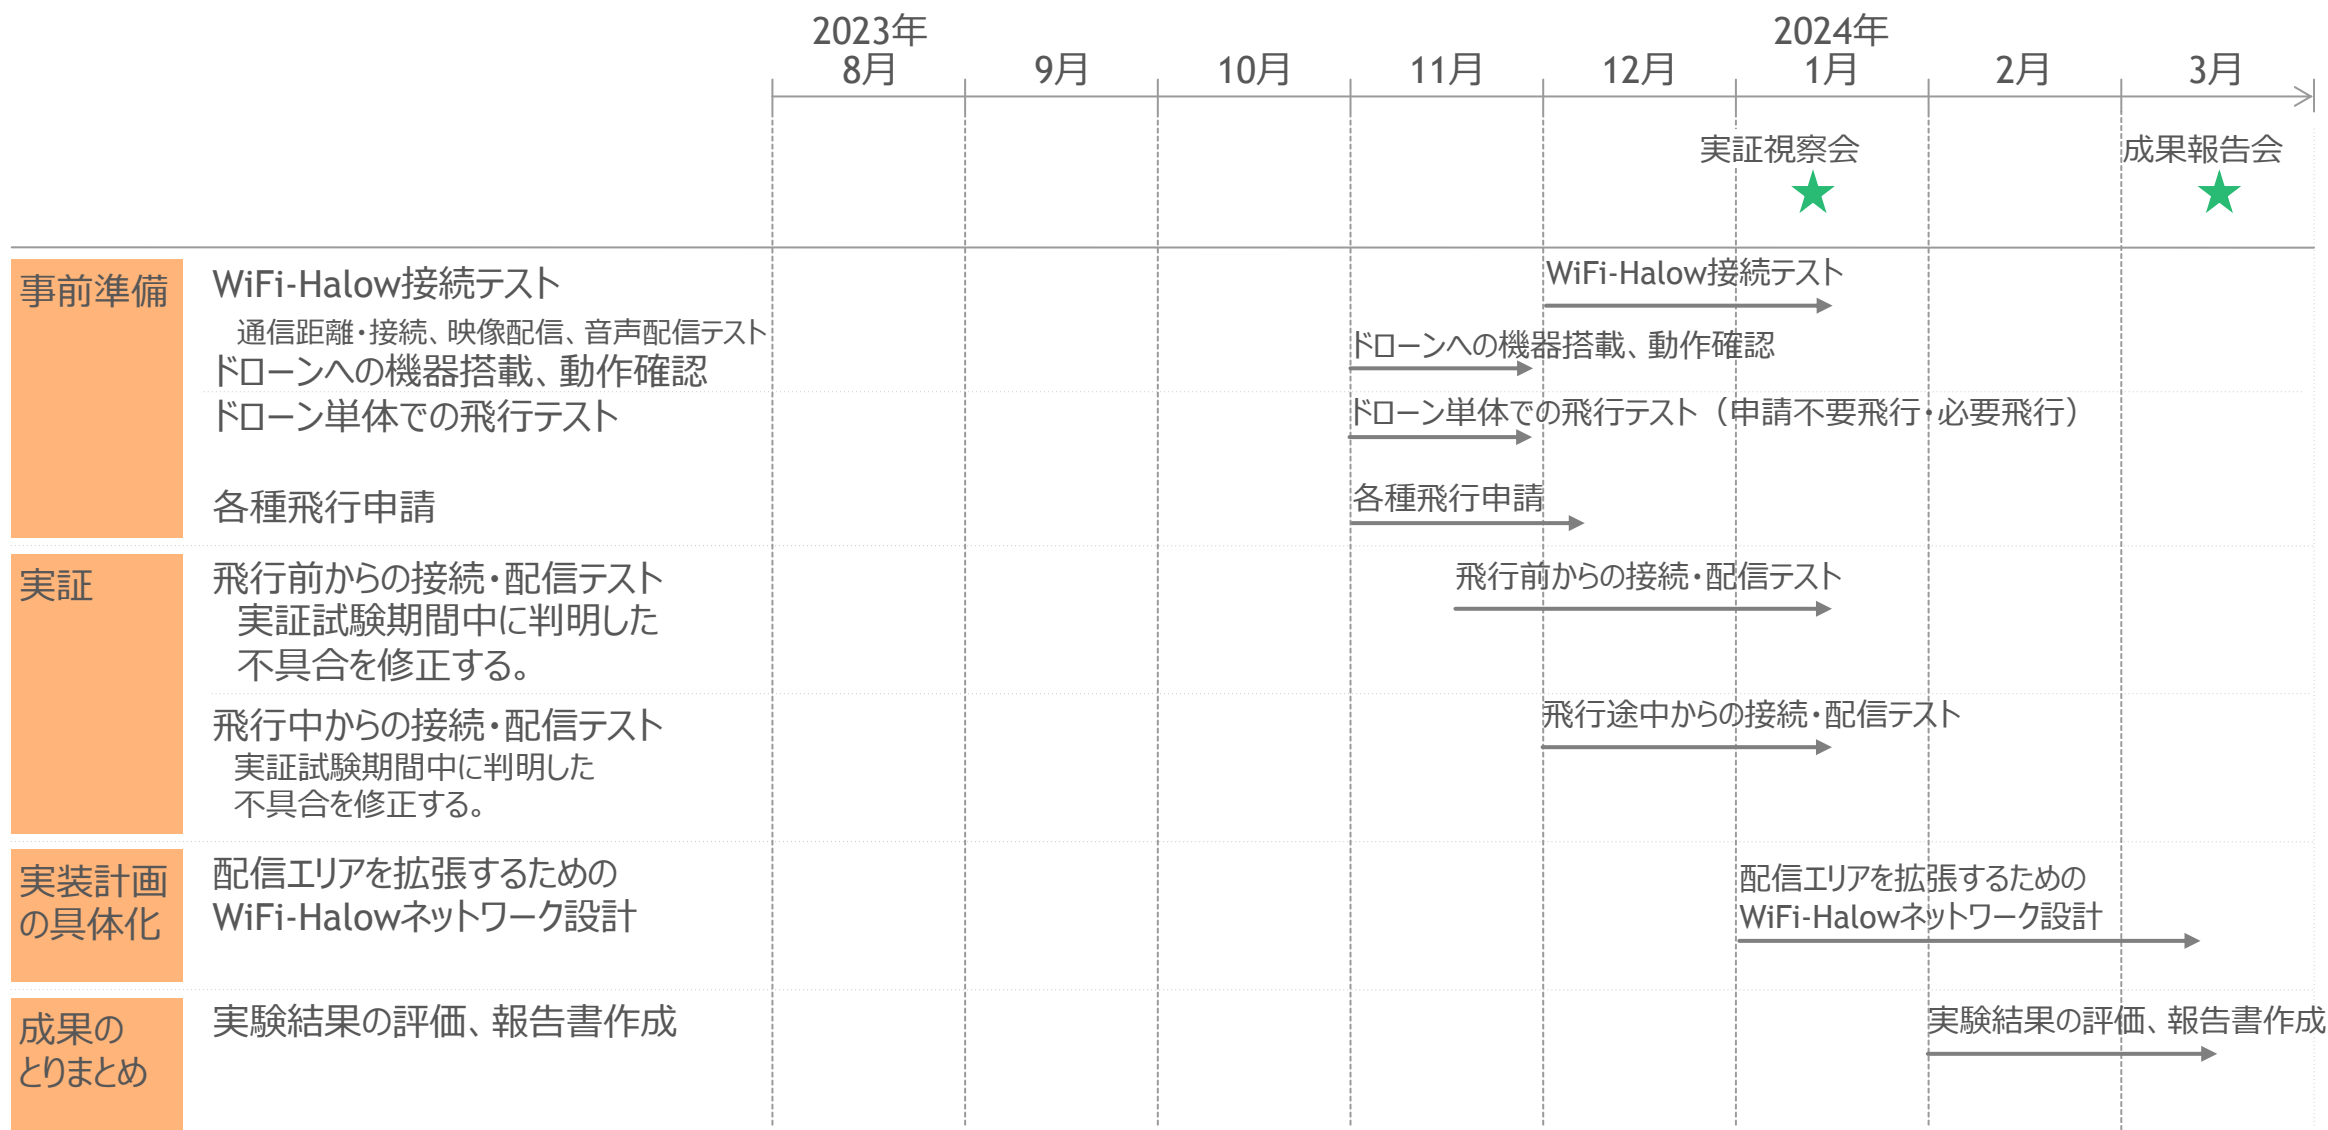 2023年
2024年
8月
9月
10月
11月
12月
1月
2月
3月
実証視察会
成果報告会
事前準備
WiFi-Halow接続テスト
通信距離・接続、映像配信、音声配信テスト
ドローンへの機器搭載、動作確認
ドローン単体での飛行テスト
各種飛行申請
WiFi-Halow接続テスト
ドローンへの機器搭載、動作確認
ドローン単体での飛行テスト（申請不要飛行・必要飛行）
各種飛行申請
実証
飛行前からの接続・配信テスト
実証試験期間中に判明した
不具合を修正する。
飛行前からの接続・配信テスト
飛行中からの接続・配信テスト
実証試験期間中に判明した
不具合を修正する。
飛行途中からの接続・配信テスト
実装計画
の具体化
配信エリアを拡張するための
WiFi-Halowネットワーク設計
配信エリアを拡張するための
WiFi-Halowネットワーク設計
成果の
とりまとめ
実験結果の評価、報告書作成
実験結果の評価、報告書作成